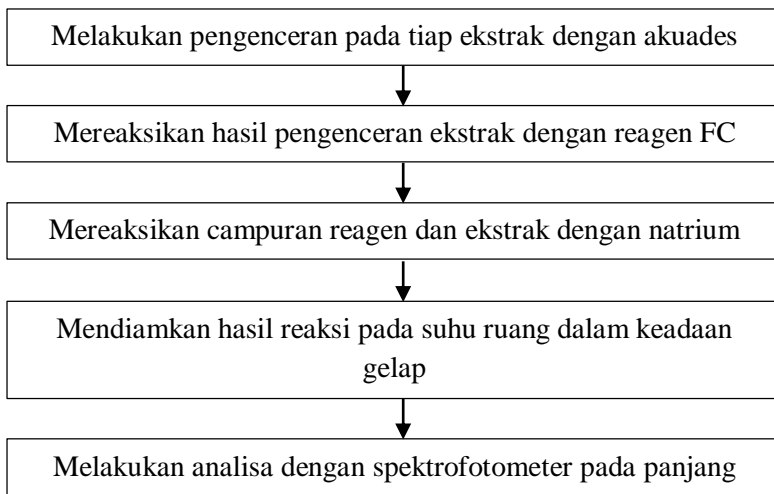 Melakukan pengenceran pada tiap ekstrak dengan akuades
Mereaksikan hasil pengenceran ekstrak dengan reagen FC
Mereaksikan campuran reagen dan ekstrak dengan natrium
Mendiamkan hasil reaksi pada suhu ruang dalam keadaan
gelap
Melakukan analisa dengan spektrofotometer pada panjang